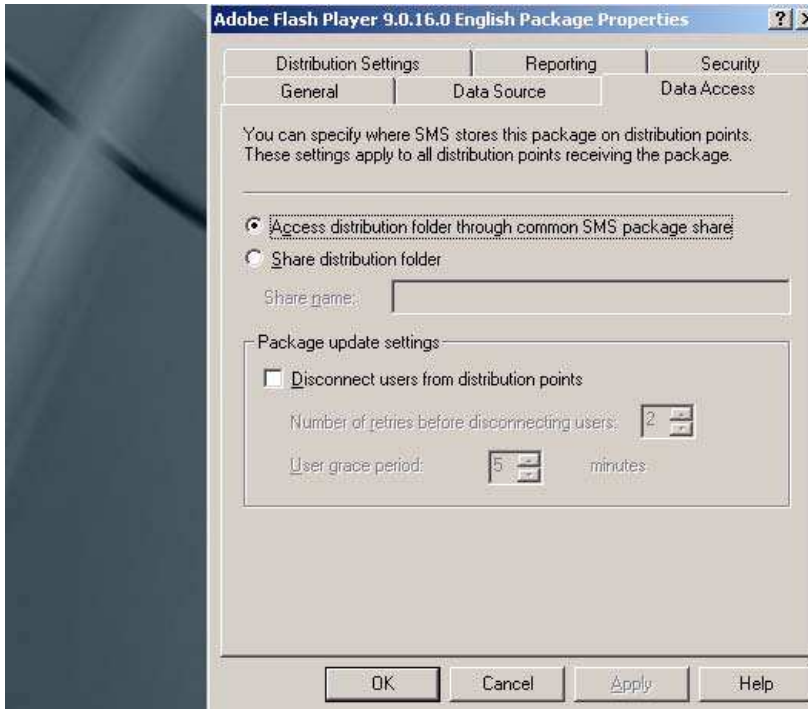 Adobe Flash Player 9.0.16.0 English Package Properties
Distribution Settings Reporting Security
General Data Source Data Access
You can specify where SMS stores this package on distribution points.
These settings apply to all distribution points receiving the package.
Access distribution folder through common SMS package share
Share distribution folder
Share name:
Package update settings
Disconnect users from distribution points
Number of retries before disconnecting users: 2
User grace period: 5 minutes
OK Cancel Apply Help